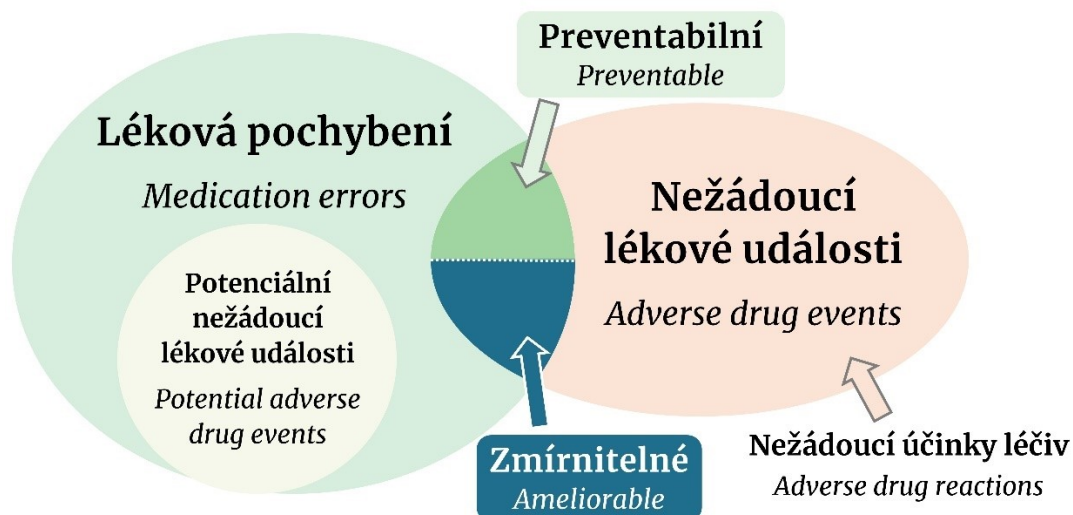 Preventabilní
Preventable
Léková pochybení
Medication errors
Nežádoucí
lékové události
Adverse drug events
Potenciální
nežádoucí
lékové události
Potential adverse
drug events
Zmírnitelné
Ameliorable
Nežádoucí účinky léčiv
Adverse drug reactions